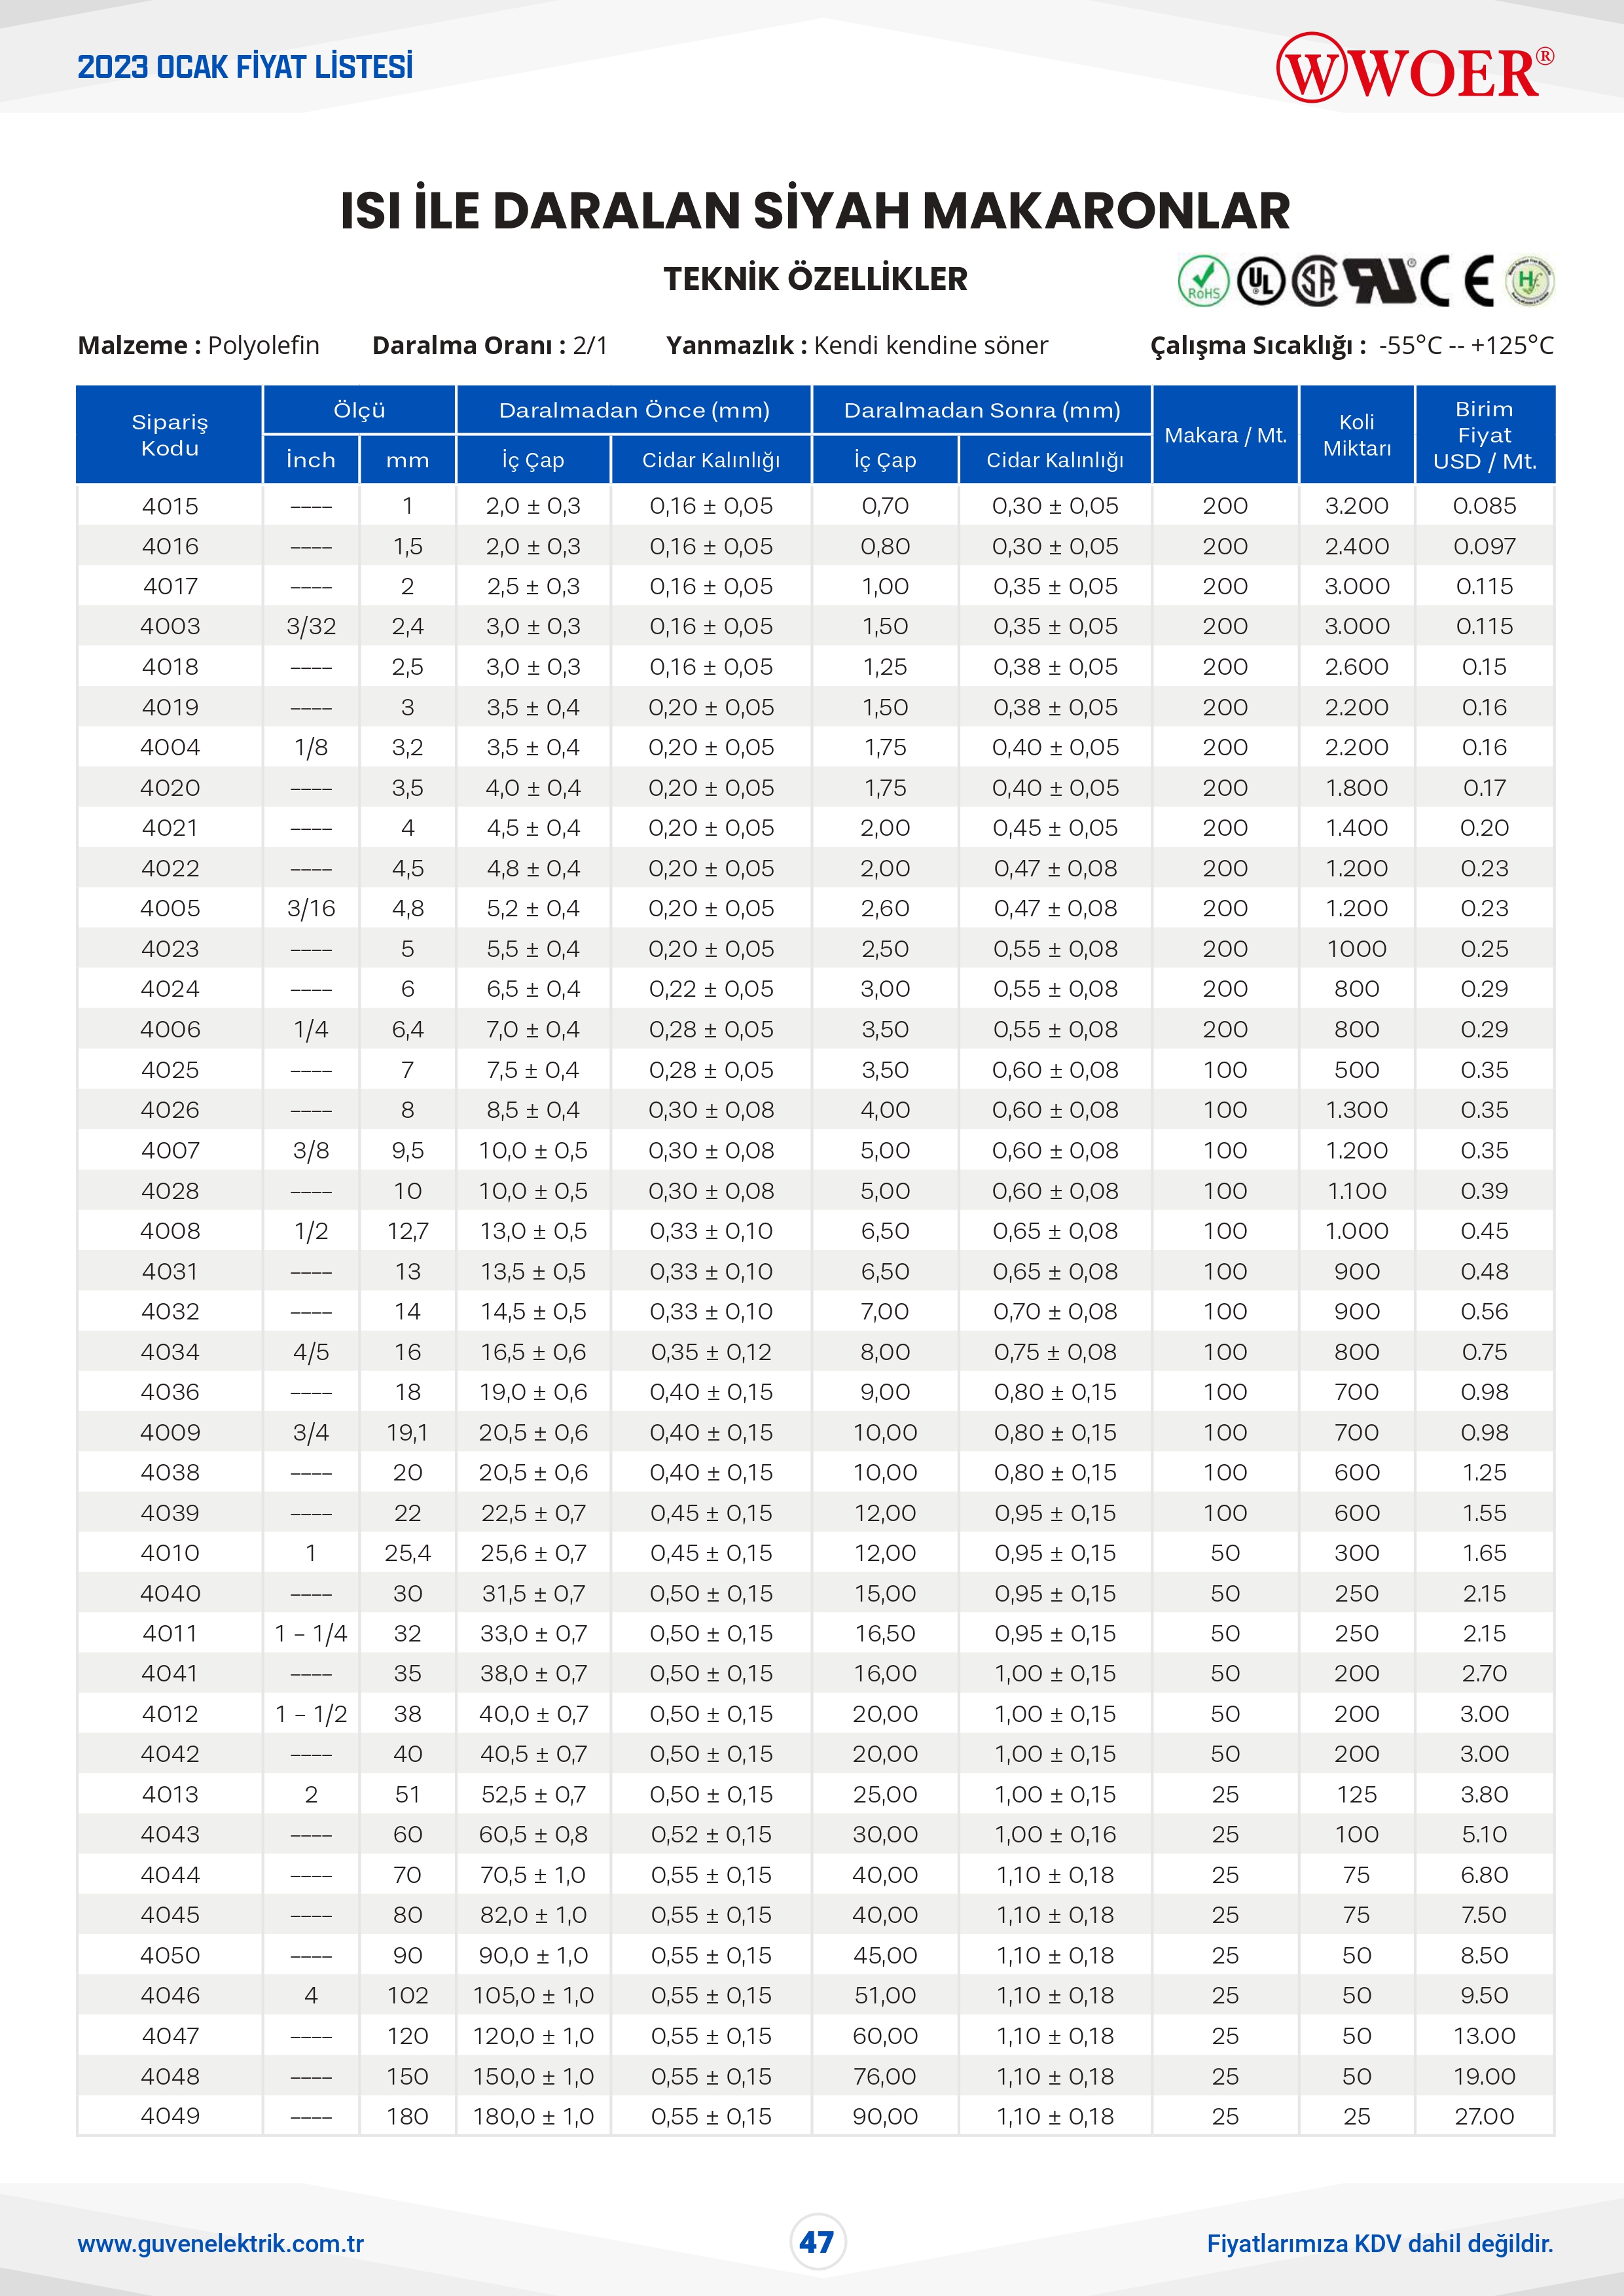 2023 OCAK FİYAT LİSTESİ
W WOER®
ISI İLE DARALAN SİYAH MAKARONLAR
TEKNİK ÖZELLİKLER
RoHS UL SA RU CE Hf
Malzeme : Polyolefin Daralma Oranı : 2/1 Yanmazlık : Kendi kendine söner Çalışma Sıcaklığı : -55°C -- +125°C
Sipariş Kodu Ölçü Daralmadan Önce (mm) Daralmadan Sonra (mm) Makara / Mt. Koli Miktarı Birim Fiyat USD / Mt.
İnch mm İç Çap Cidar Kalınlığı İç Çap Cidar Kalınlığı
4015 ---- 1 2,0 ± 0,3 0,16 ± 0,05 0,70 0,30 ± 0,05 200 3.200 0.085
4016 ---- 1,5 2,0 ± 0,3 0,16 ± 0,05 0,80 0,30 ± 0,05 200 2.400 0.097
4017 ---- 2 2,5 ± 0,3 0,16 ± 0,05 1,00 0,35 ± 0,05 200 3.000 0.115
4003 3/32 2,4 3,0 ± 0,3 0,16 ± 0,05 1,50 0,35 ± 0,05 200 3.000 0.115
4018 ---- 2,5 3,0 ± 0,3 0,16 ± 0,05 1,25 0,38 ± 0,05 200 2.600 0.15
4019 ---- 3 3,5 ± 0,4 0,20 ± 0,05 1,50 0,38 ± 0,05 200 2.200 0.16
4004 1/8 3,2 3,5 ± 0,4 0,20 ± 0,05 1,75 0,40 ± 0,05 200 2.200 0.16
4020 ---- 3,5 4,0 ± 0,4 0,20 ± 0,05 1,75 0,40 ± 0,05 200 1.800 0.17
4021 ---- 4 4,5 ± 0,4 0,20 ± 0,05 2,00 0,45 ± 0,05 200 1.400 0.20
4022 ---- 4,5 4,8 ± 0,4 0,20 ± 0,05 2,00 0,47 ± 0,08 200 1.200 0.23
4005 3/16 4,8 5,2 ± 0,4 0,20 ± 0,05 2,60 0,47 ± 0,08 200 1.200 0.23
4023 ---- 5 5,5 ± 0,4 0,20 ± 0,05 2,50 0,55 ± 0,08 200 1000 0.25
4024 ---- 6 6,5 ± 0,4 0,22 ± 0,05 3,00 0,55 ± 0,08 200 800 0.29
4006 1/4 6,4 7,0 ± 0,4 0,28 ± 0,05 3,50 0,55 ± 0,08 200 800 0.29
4025 ---- 7 7,5 ± 0,4 0,28 ± 0,05 3,50 0,60 ± 0,08 100 500 0.35
4026 ---- 8 8,5 ± 0,4 0,30 ± 0,08 4,00 0,60 ± 0,08 100 1.300 0.35
4007 3/8 9,5 10,0 ± 0,5 0,30 ± 0,08 5,00 0,60 ± 0,08 100 1.200 0.35
4028 ---- 10 10,0 ± 0,5 0,30 ± 0,08 5,00 0,60 ± 0,08 100 1.100 0.39
4008 1/2 12,7 13,0 ± 0,5 0,33 ± 0,10 6,50 0,65 ± 0,08 100 1.000 0.45
4031 ---- 13 13,5 ± 0,5 0,33 ± 0,10 6,50 0,65 ± 0,08 100 900 0.48
4032 ---- 14 14,5 ± 0,5 0,33 ± 0,10 7,00 0,70 ± 0,08 100 900 0.56
4034 4/5 16 16,5 ± 0,6 0,35 ± 0,12 8,00 0,75 ± 0,08 100 800 0.75
4036 ---- 18 19,0 ± 0,6 0,40 ± 0,15 9,00 0,80 ± 0,15 100 700 0.98
4009 3/4 19,1 20,5 ± 0,6 0,40 ± 0,15 10,00 0,80 ± 0,15 100 700 0.98
4038 ---- 20 20,5 ± 0,6 0,40 ± 0,15 10,00 0,80 ± 0,15 100 600 1.25
4039 ---- 22 22,5 ± 0,7 0,45 ± 0,15 12,00 0,95 ± 0,15 100 600 1.55
4010 1 25,4 25,6 ± 0,7 0,45 ± 0,15 12,00 0,95 ± 0,15 50 300 1.65
4040 ---- 30 31,5 ± 0,7 0,50 ± 0,15 15,00 0,95 ± 0,15 50 250 2.15
4011 1 - 1/4 32 33,0 ± 0,7 0,50 ± 0,15 16,50 0,95 ± 0,15 50 250 2.15
4041 ---- 35 38,0 ± 0,7 0,50 ± 0,15 16,00 1,00 ± 0,15 50 200 2.70
4012 1 - 1/2 38 40,0 ± 0,7 0,50 ± 0,15 20,00 1,00 ± 0,15 50 200 3.00
4042 ---- 40 40,5 ± 0,7 0,50 ± 0,15 20,00 1,00 ± 0,15 50 200 3.00
4013 2 51 52,5 ± 0,7 0,50 ± 0,15 25,00 1,00 ± 0,15 25 125 3.80
4043 ---- 60 60,5 ± 0,8 0,52 ± 0,15 30,00 1,00 ± 0,16 25 100 5.10
4044 ---- 70 70,5 ± 1,0 0,55 ± 0,15 40,00 1,10 ± 0,18 25 75 6.80
4045 ---- 80 82,0 ± 1,0 0,55 ± 0,15 40,00 1,10 ± 0,18 25 75 7.50
4050 ---- 90 90,0 ± 1,0 0,55 ± 0,15 45,00 1,10 ± 0,18 25 50 8.50
4046 4 102 105,0 ± 1,0 0,55 ± 0,15 51,00 1,10 ± 0,18 25 50 9.50
4047 ---- 120 120,0 ± 1,0 0,55 ± 0,15 60,00 1,10 ± 0,18 25 50 13.00
4048 ---- 150 150,0 ± 1,0 0,55 ± 0,15 76,00 1,10 ± 0,18 25 50 19.00
4049 ---- 180 180,0 ± 1,0 0,55 ± 0,15 90,00 1,10 ± 0,18 25 25 27.00
www.guvenelektrik.com.tr 47 Fiyatlarımıza KDV dahil değildir.